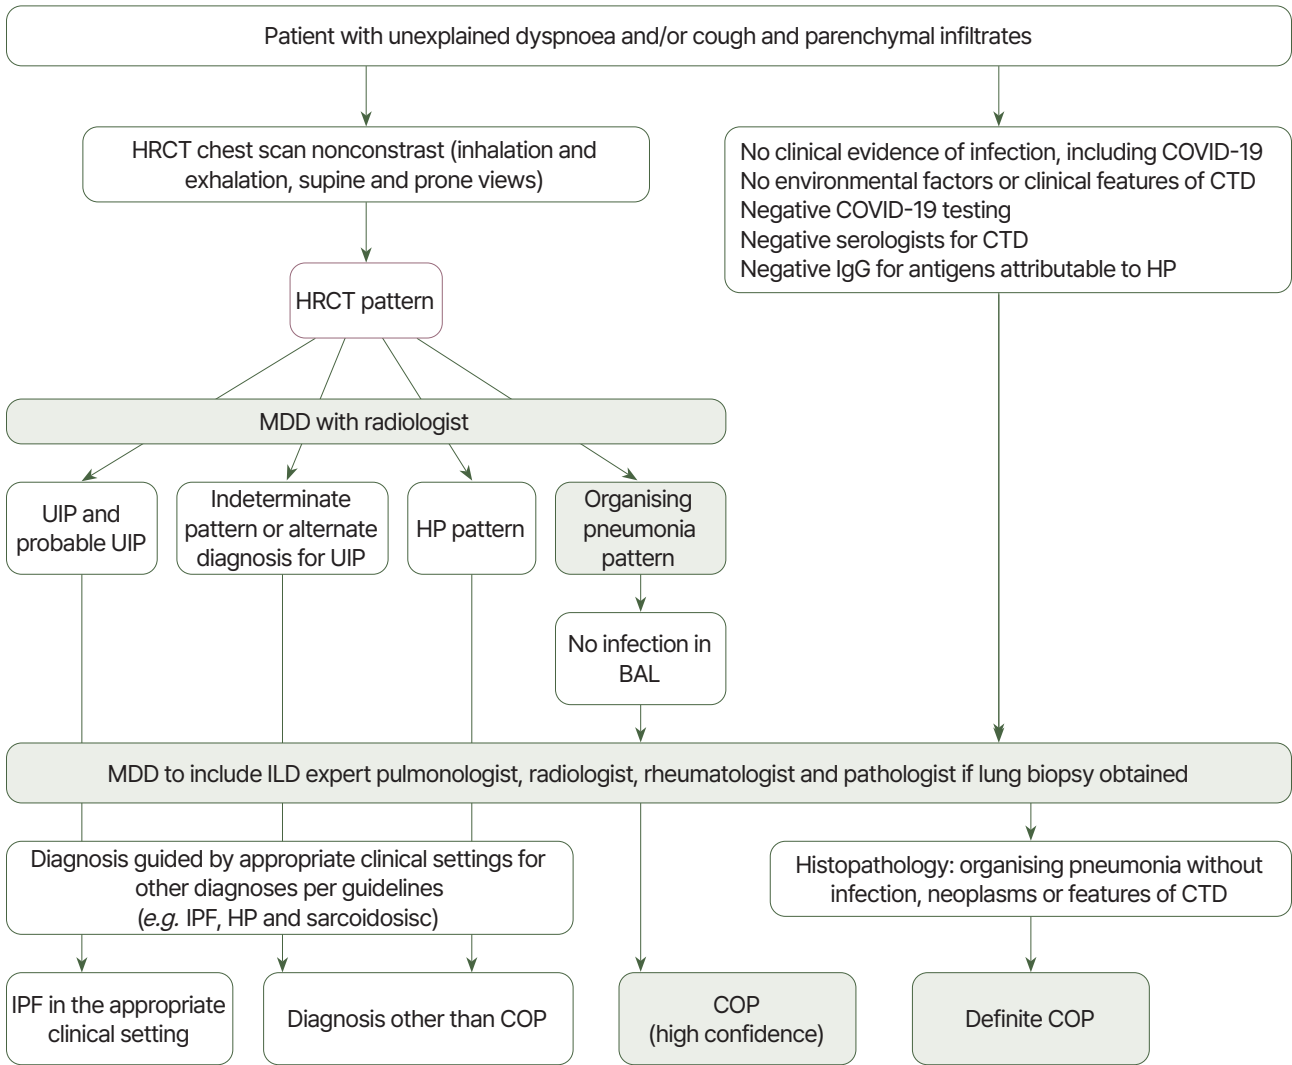 Patient with unexplained dyspnoea and/or cough and parenchymal infiltrates
HRCT chest scan nonconstrast (inhalation and
exhalation, supine and prone views)
No clinical evidence of infection, including COVID-19
No environmental factors or clinical features of CTD
Negative COVID-19 testing
Negative serologists for CTD
Negative IgG for antigens attributable to HP
HRCT pattern
MDD with radiologist
UIP and
probable UIP
Indeterminate
pattern or alternate
diagnosis for UIP
HP pattern
Organising
pneumonia
pattern
No infection in
BAL
MDD to include ILD expert pulmonologist, radiologist, rheumatologist and pathologist if lung biopsy obtained
Diagnosis guided by appropriate clinical settings for
other diagnoses per guidelines
(e.g. IPF, HP and sarcoidosisc)
Histopathology: organising pneumonia without
infection, neoplasms or features of CTD
IPF in the appropriate
clinical setting
Diagnosis other than COP
COP
(high confidence)
Definite COP